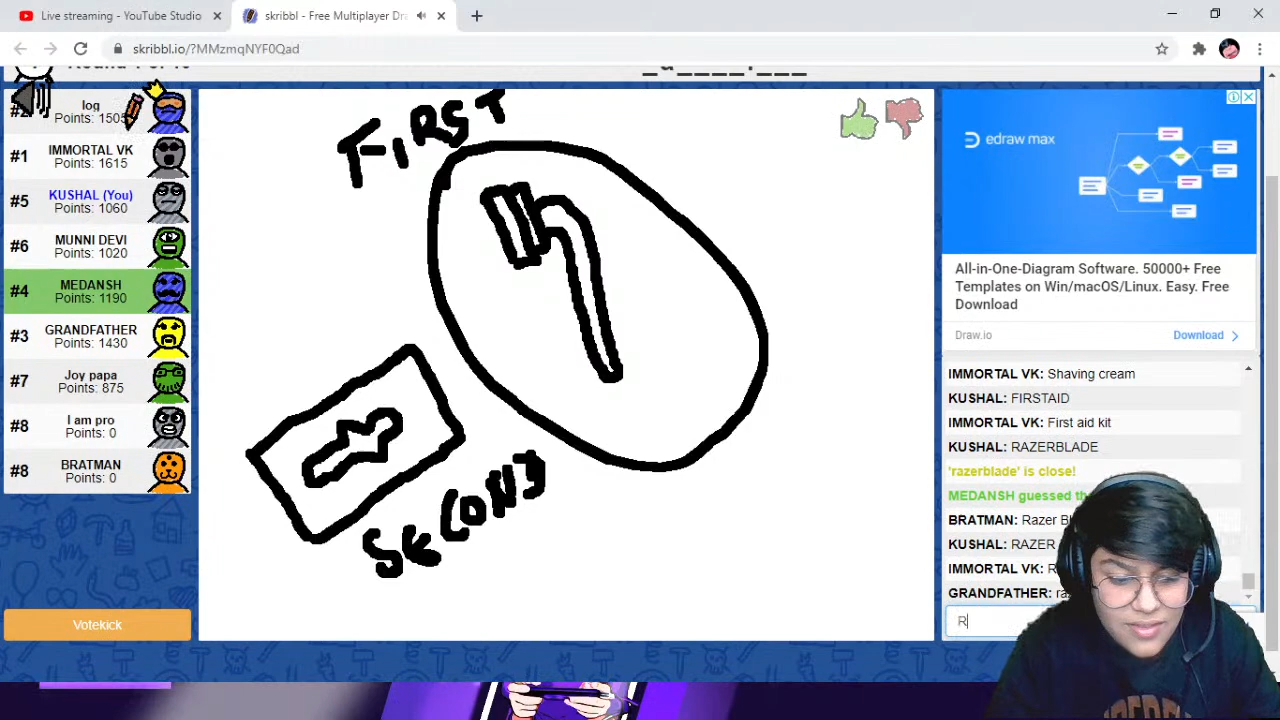 Live streaming - YouTube Studio
skribbl - Free Multiplayer Dra
skribbl.io/?MMzmqNYF0Qad
_a____.___
#2 log
Points: 1505
#1 IMMORTAL VK
Points: 1615
#5 KUSHAL (You)
Points: 1060
#6 MUNNI DEVI
Points: 1020
#4 MEDANSH
Points: 1190
#3 GRANDFATHER
Points: 1430
#7 Joy papa
Points: 875
#8 I am pro
Points: 0
#8 BRATMAN
Points: 0
Votekick
FIRST
SECOND
edraw max
All-in-One-Diagram Software. 50000+ Free
Templates on Win/macOS/Linux. Easy. Free
Download
Draw.io
Download
IMMORTAL VK: Shaving cream
KUSHAL: FIRSTAID
IMMORTAL VK: First aid kit
KUSHAL: RAZERBLADE
'razerblade' is close!
MEDANSH guessed
BRATMAN: Razer
KUSHAL: RAZER
IMMORTAL VK:
GRANDFATHER:
R